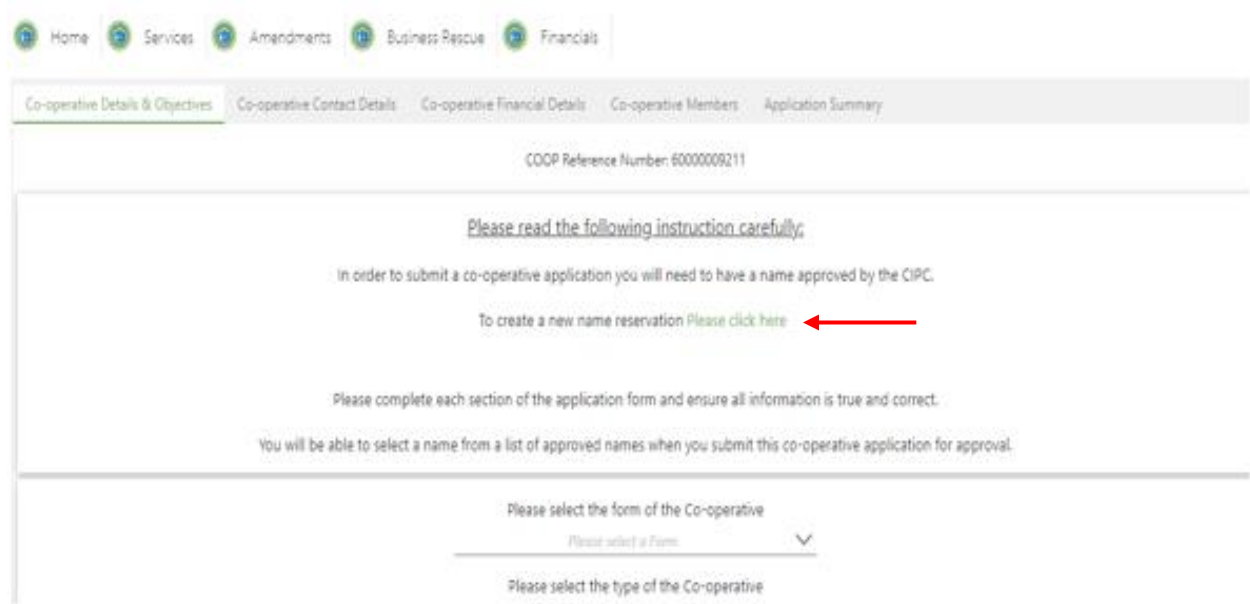 Home Services Amendments Business Rescue Financials
Co-operative Details & Objectives Co-operative Contact Details Co-operative Financial Details Co-operative Members Application Summary
COOP Reference Number: 60000009211
Please read the following instruction carefully:
In order to submit a co-operative application you will need to have a name approved by the CIPC.
To create a new name reservation Please click here
Please complete each section of the application form and ensure all information is true and correct.
You will be able to select a name from a list of approved names when you submit this co-operative application for approval.
Please select the form of the Co-operative
Please select a Form
Please select the type of the Co-operative